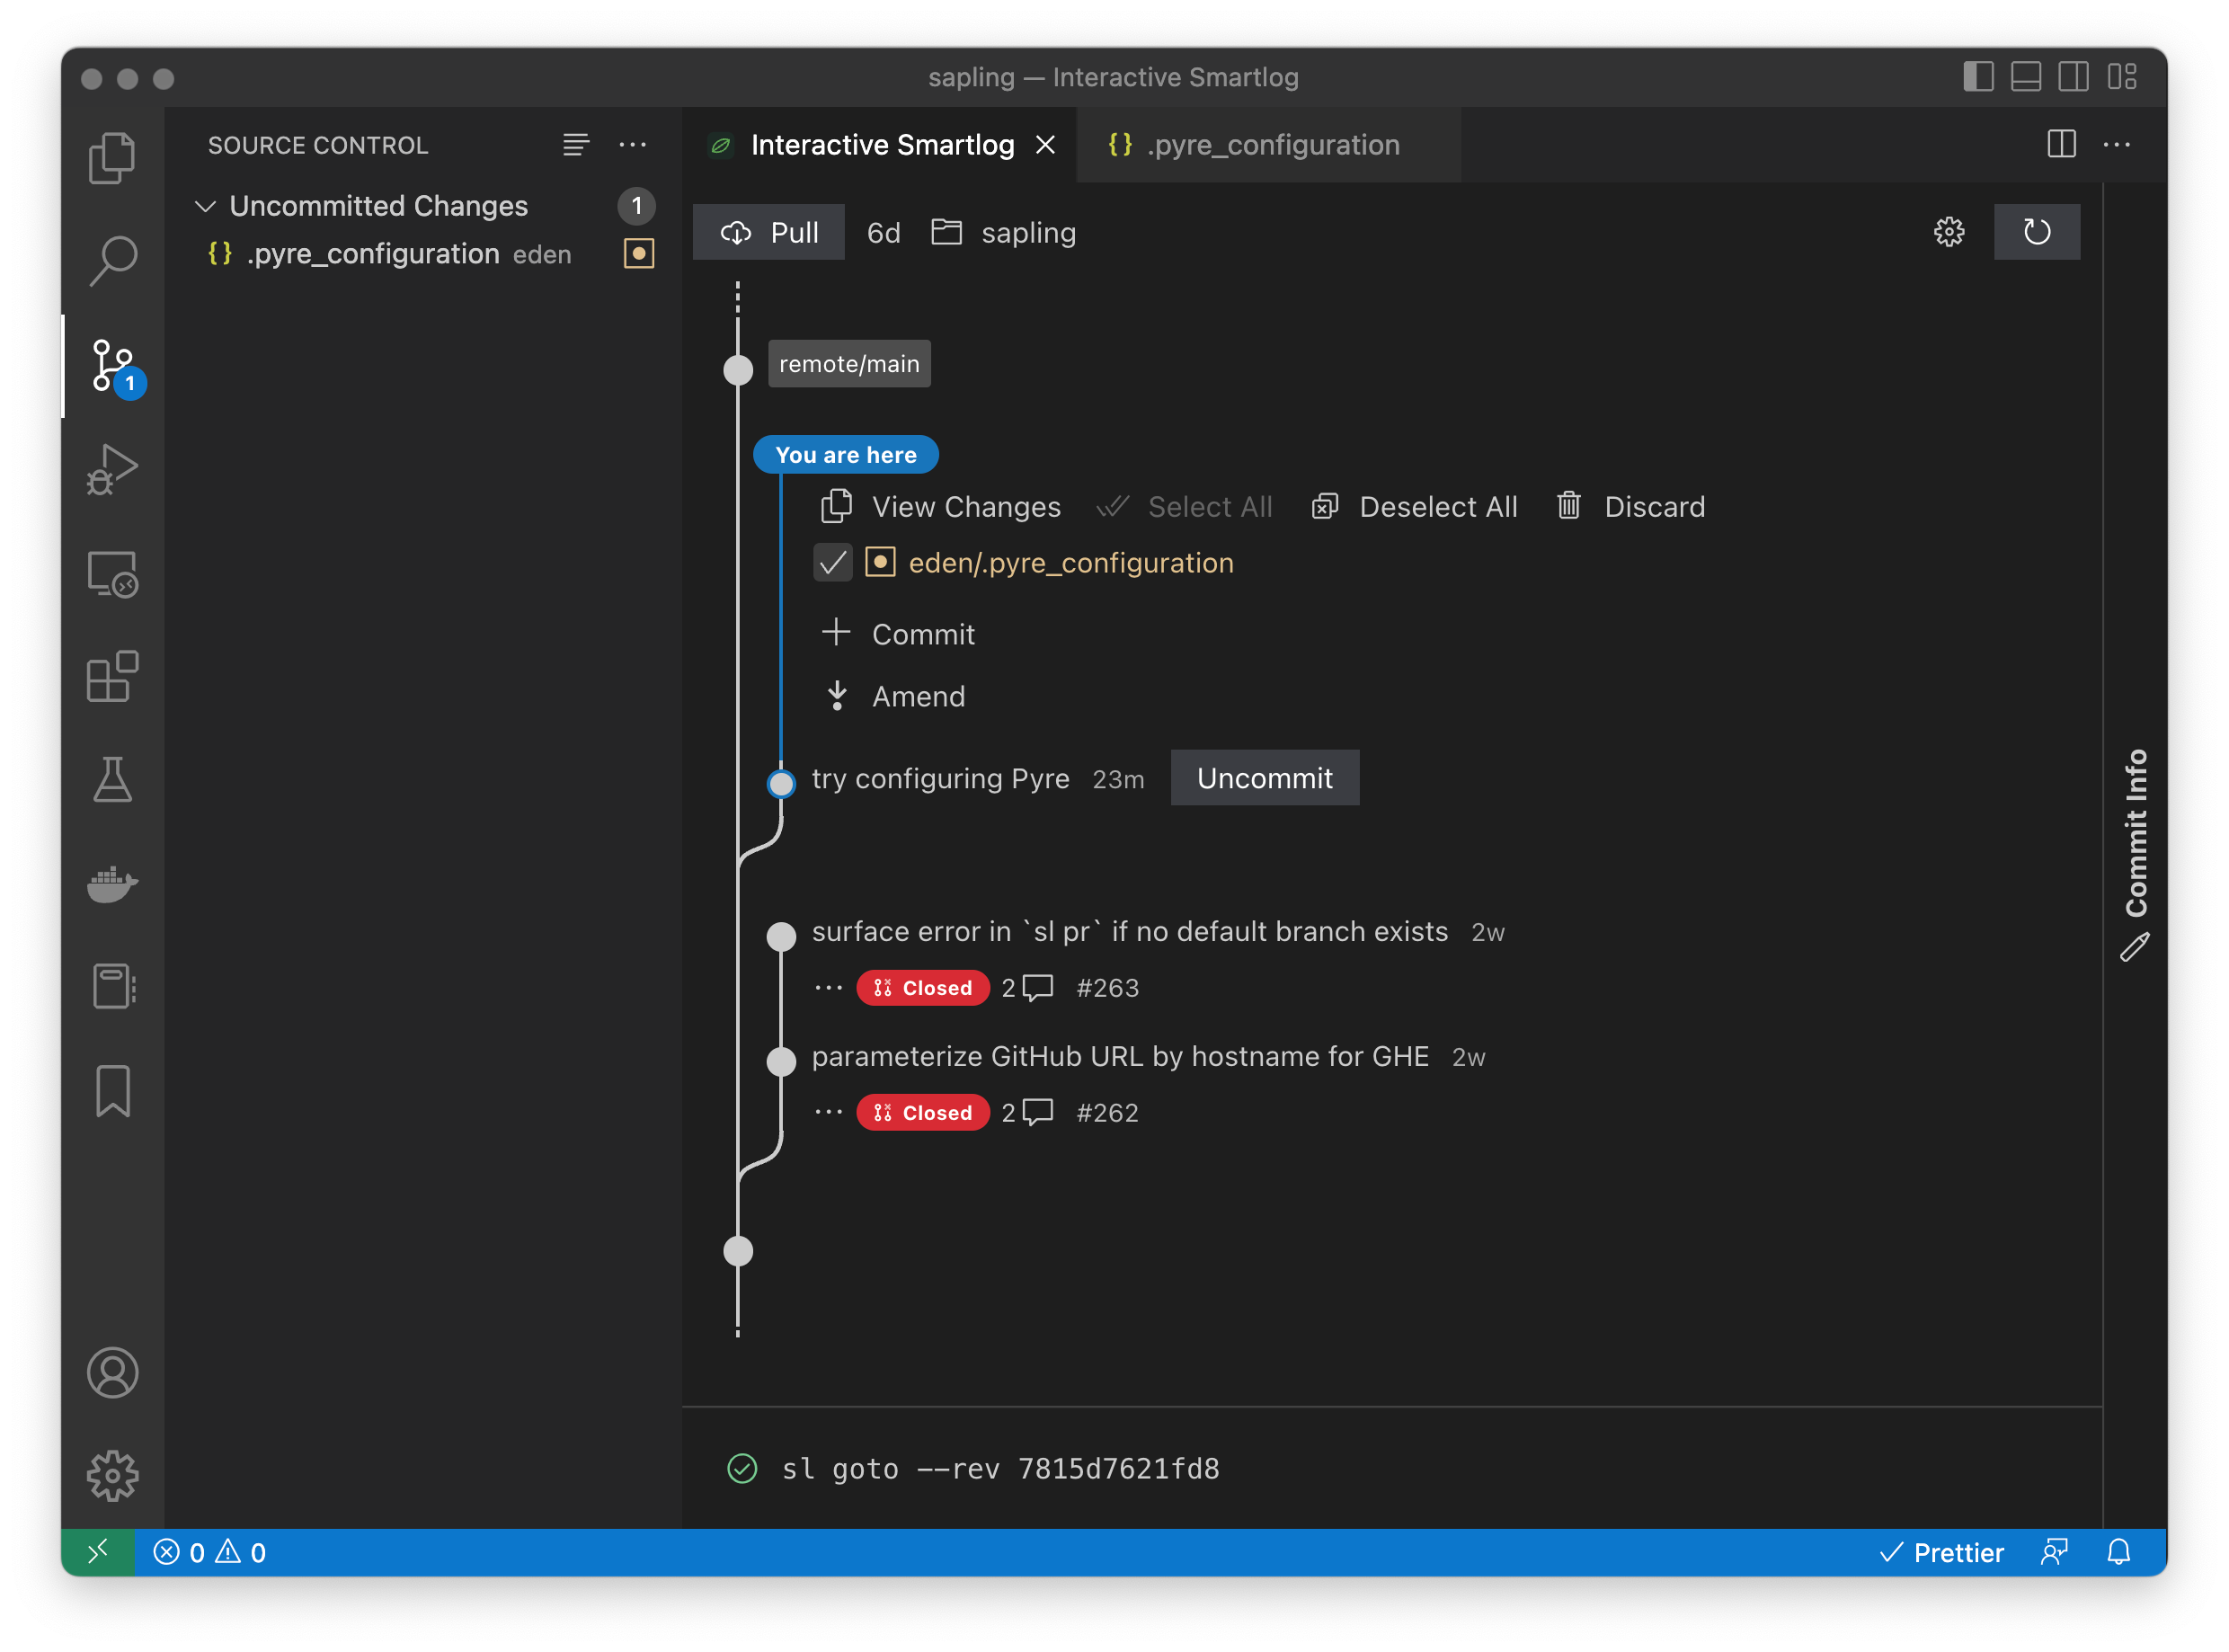 sapling — Interactive Smartlog
SOURCE CONTROL
Uncommitted Changes 1
{} .pyre_configuration eden
1
Interactive Smartlog
{} .pyre_configuration
Pull 6d sapling
remote/main
You are here
View Changes Select All Deselect All Discard
eden/.pyre_configuration
Commit
Amend
try configuring Pyre 23m Uncommit
surface error in `sl pr` if no default branch exists 2w
··· Closed 2 #263
parameterize GitHub URL by hostname for GHE 2w
··· Closed 2 #262
Commit Info
sl goto --rev 7815d7621fd8
0 0
Prettier